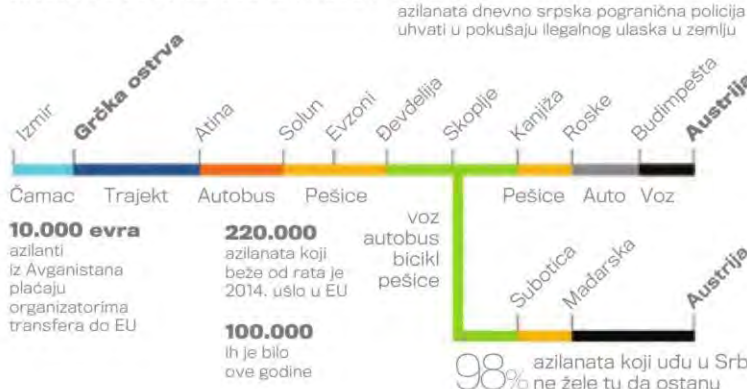 azilanata dnevno srpska pogranična policija
uhvati u pokušaju ilegalnog ulaska u zemlju
Izmir
Grčka ostrva
Atina
Solun
Evzoni
Đevđelija
Skoplje
Kanjiža
Roske
Budimpešta
Austrija
Čamac
Trajekt
Autobus
Pešice
voz
autobus
bicikl
pešice
Pešice
Auto
Voz
10.000 evra
azilanti
iz Avganistana
plaćaju
organizatorima
transfera do EU
220.000
azilanata koji
beže od rata je
2014. ušlo u EU
100.000
ih je bilo
ove godine
Subotica
Mađarska
Austrija
98% azilanata koji uđu u Srb
ne žele tu da ostanu